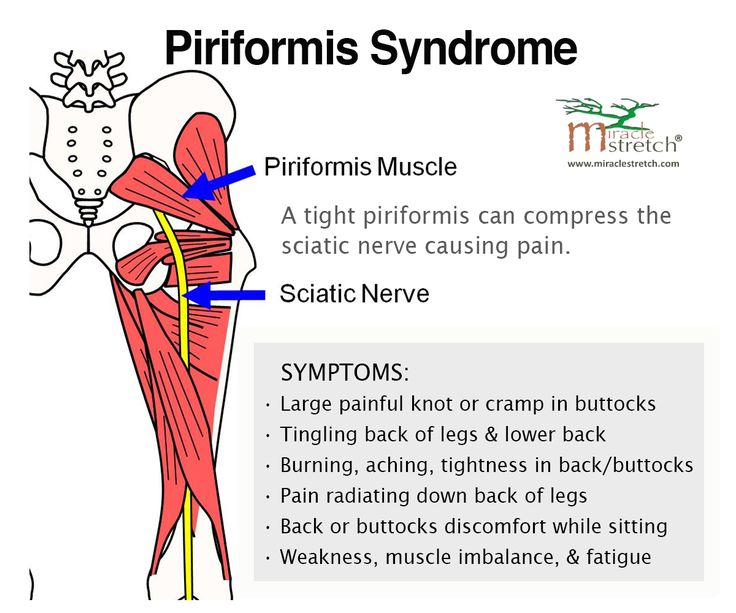 Piriformis Syndrome
miracle
stretch®
www.miraclestretch.com
Piriformis Muscle
A tight piriformis can compress the
sciatic nerve causing pain.
Sciatic Nerve
SYMPTOMS:
· Large painful knot or cramp in buttocks
· Tingling back of legs & lower back
· Burning, aching, tightness in back/buttocks
· Pain radiating down back of legs
· Back or buttocks discomfort while sitting
· Weakness, muscle imbalance, & fatigue